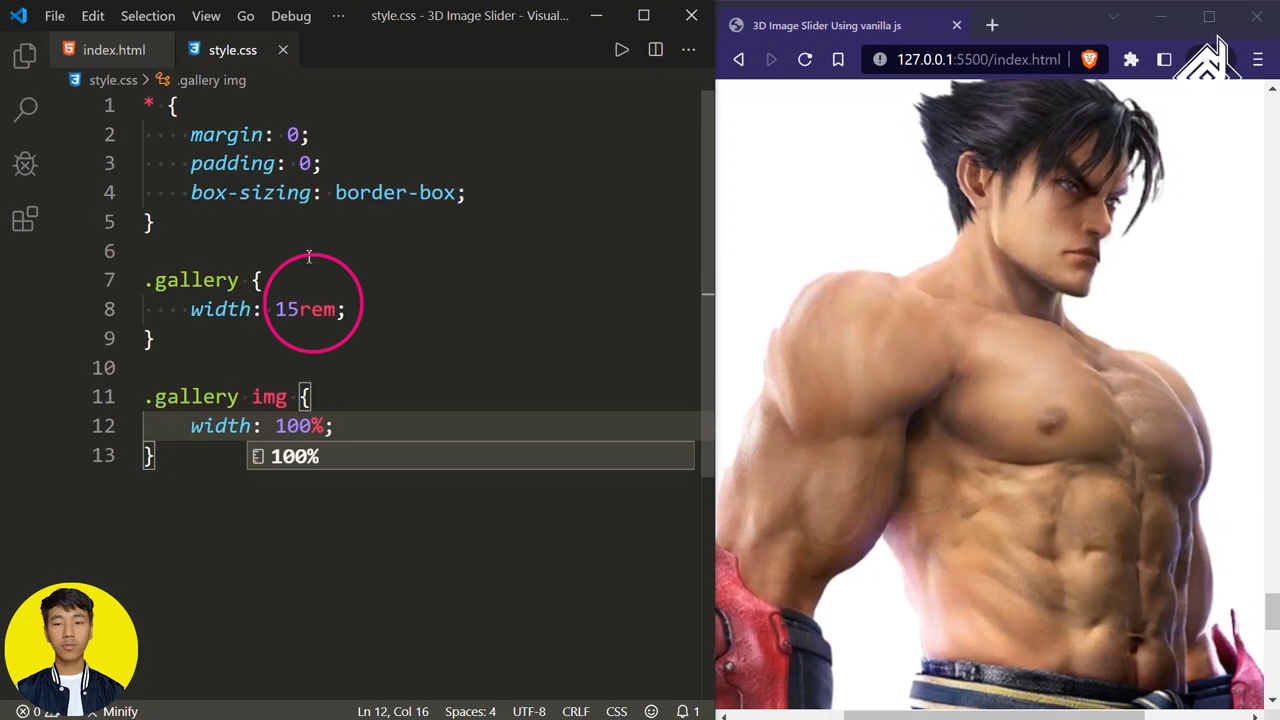 File Edit Selection View Go Debug ··· style.css - 3D Image Slider - Visual...
index.html style.css
style.css > .gallery img
1 * {
2 margin: 0;
3 padding: 0;
4 box-sizing: border-box;
5 }
6
7 .gallery {
8 width: 15rem;
9 }
10
11 .gallery img {
12 width: 100%;
13 }
100%
0 Minify Ln 12, Col 16 Spaces: 4 UTF-8 CRLF CSS 1
3D Image Slider Using vanilla js
127.0.0.1:5500/index.html